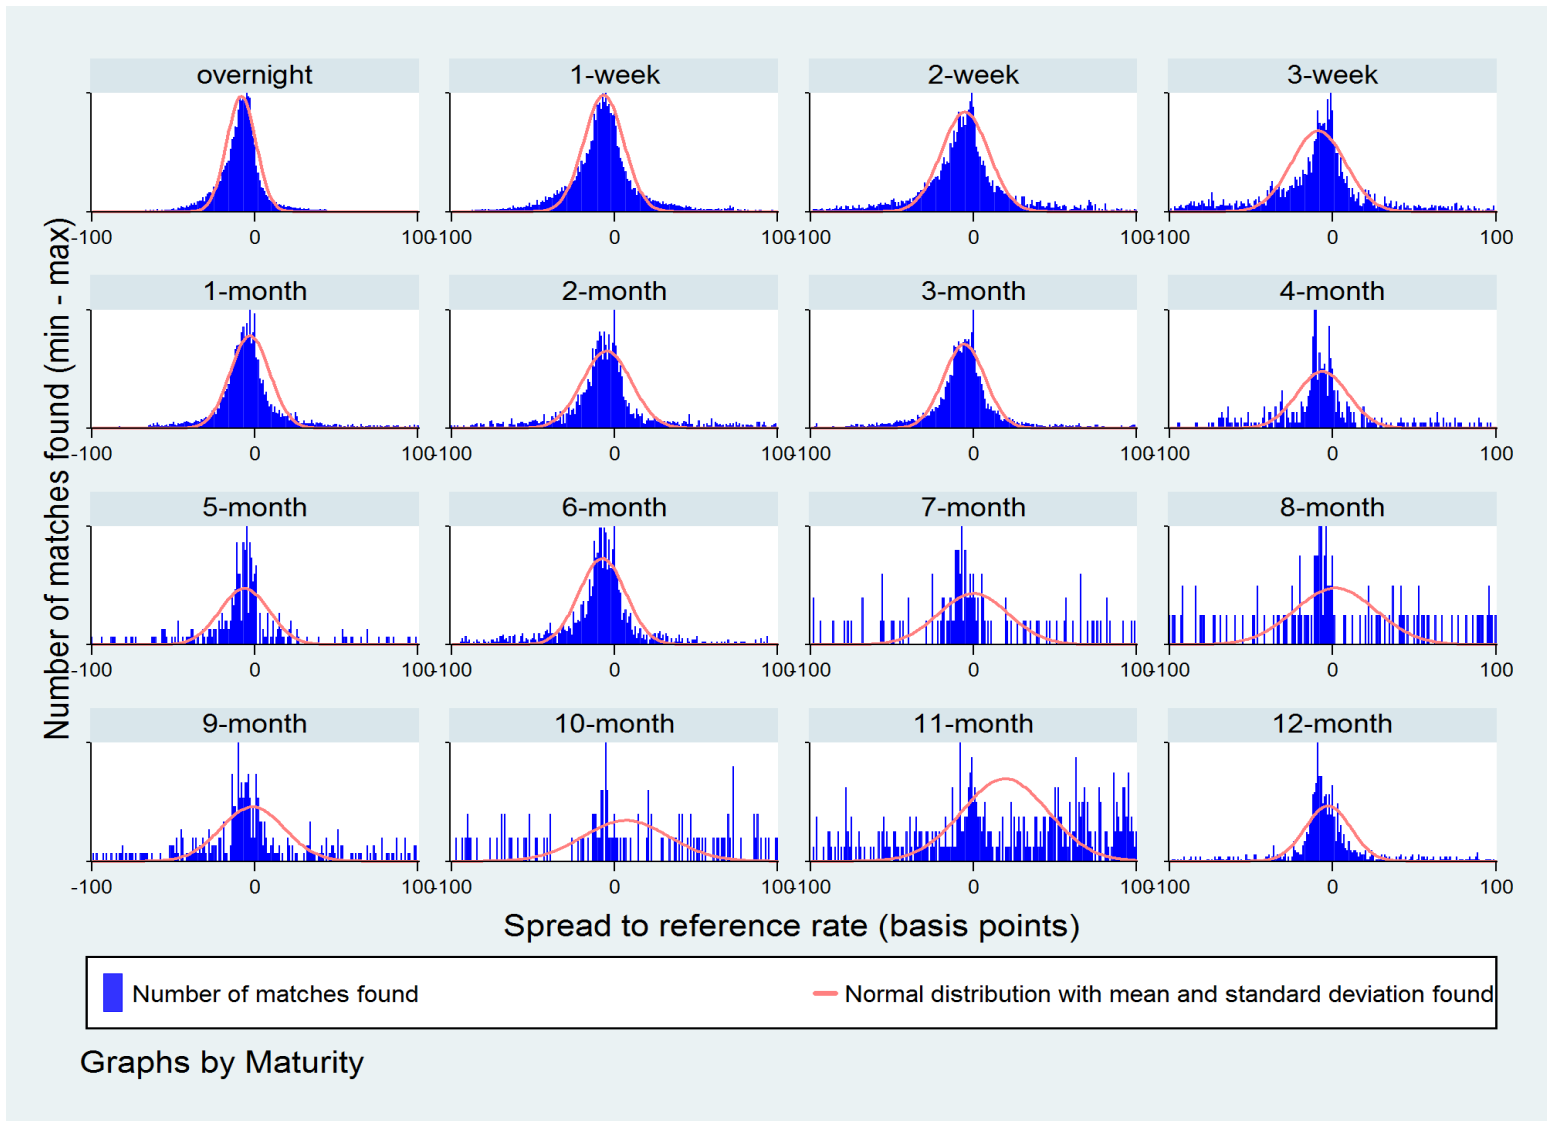 overnight 1-week 2-week 3-week
-100 0 100 -100 0 100 -100 0 100 -100 0 100
1-month 2-month 3-month 4-month
-100 0 100 -100 0 100 -100 0 100 -100 0 100
5-month 6-month 7-month 8-month
-100 0 100 -100 0 100 -100 0 100 -100 0 100
9-month 10-month 11-month 12-month
-100 0 100 -100 0 100 -100 0 100 -100 0 100
Number of matches found (min - max)
Spread to reference rate (basis points)
Number of matches found Normal distribution with mean and standard deviation found
Graphs by Maturity